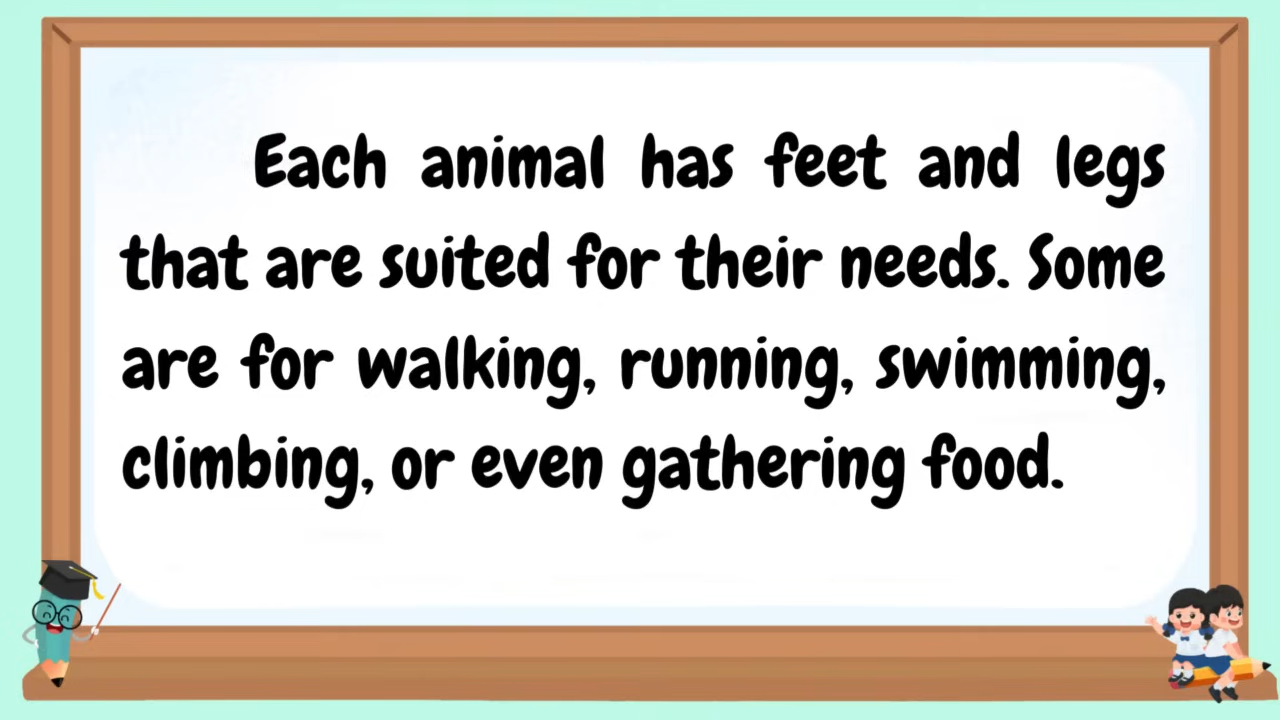 Each animal has feet and legs
that are suited for their needs. Some
are for walking, running, swimming,
climbing, or even gathering food.